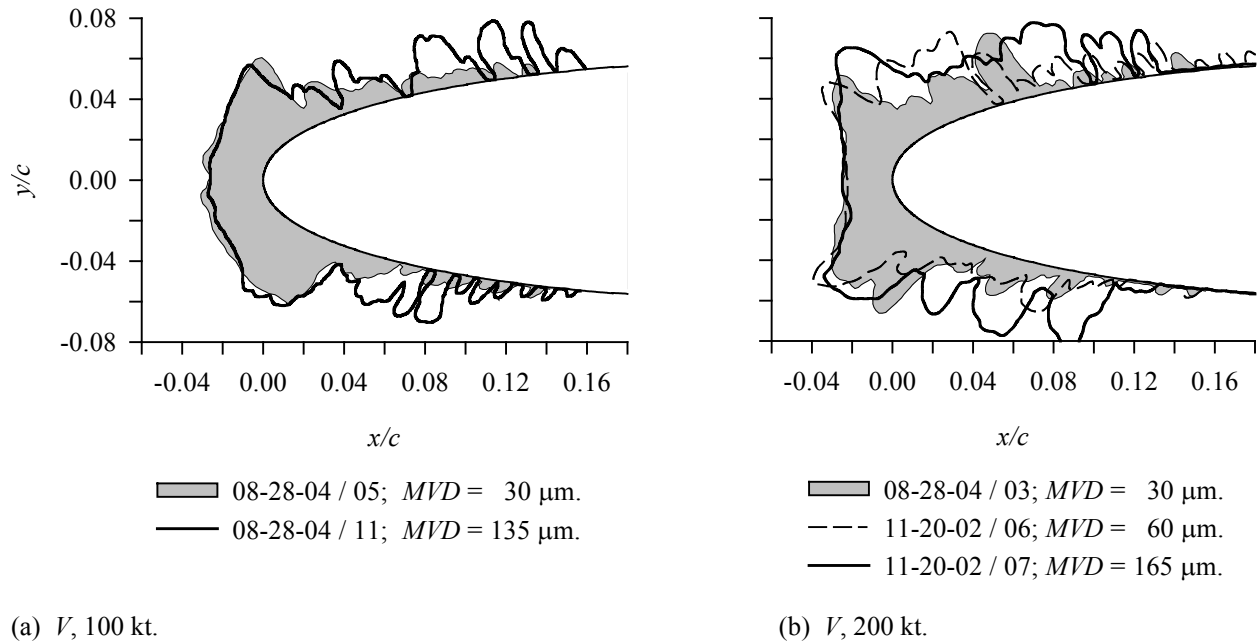 0.08
0.04
0.00
-0.04
-0.08
y/c
-0.04 0.00 0.04 0.08 0.12 0.16
x/c
08-28-04 / 05; MVD = 30 μm.
08-28-04 / 11; MVD = 135 μm.
(a) V, 100 kt.
-0.04 0.00 0.04 0.08 0.12 0.16
x/c
08-28-04 / 03; MVD = 30 μm.
11-20-02 / 06; MVD = 60 μm.
11-20-02 / 07; MVD = 165 μm.
(b) V, 200 kt.